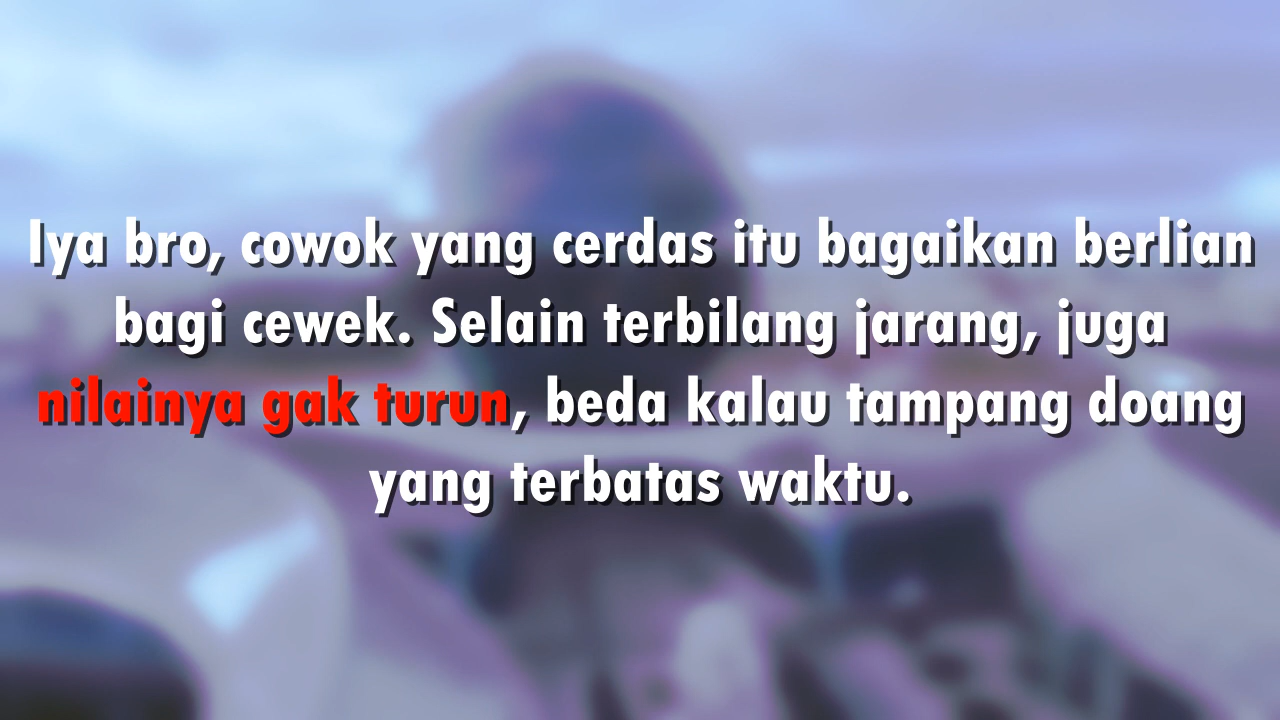 Iya bro, cowok yang cerdas itu bagaikan berlian
bagi cewek. Selain terbilang jarang, juga
nilainya gak turun, beda kalau tampang doang
yang terbatas waktu.